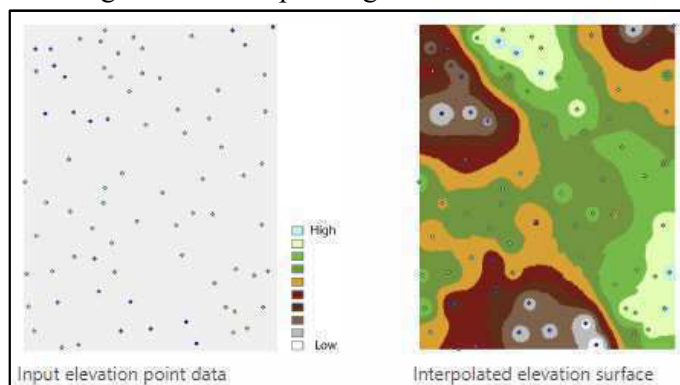 High
Low
Input elevation point data
Interpolated elevation surface